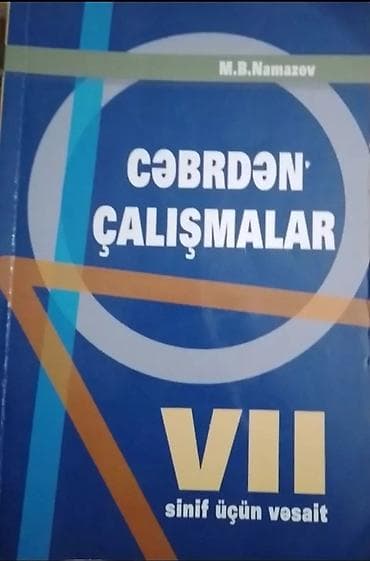 M.B.Namazov
CƏBRDƏN
ÇALIŞMALAR
VII
sinif üçün vəsait